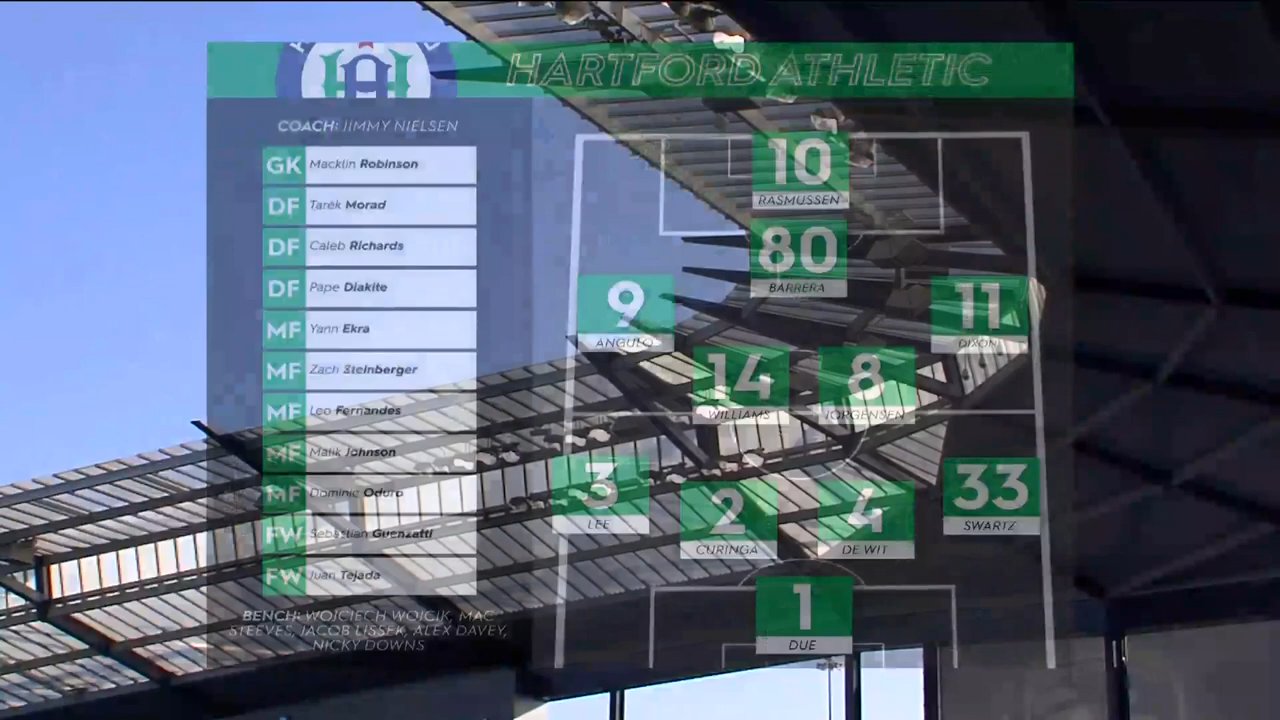 HARTFORD ATHLETIC
COACH: JIMMY NIELSEN
GK Macklin Robinson
DF Tarek Morad
DF Caleb Richards
DF Pape Diakite
MF Yann Ekra
MF Zach Steinberger
MF Leo Fernandes
MF Malik Johnson
MF Dominic Oduro
FW Sebastian Guenzatti
FW Juan Tejada
BENCH: WOJCIECH WOJCIK, MAC
STEEVES, JACOB LISSEK, ALEX DAVEY,
NICKY DOWNS
10
RASMUSSEN
80
BARRERA
9
ANGULO
11
DIXON
14
WILLIAMS
8
JORGENSEN
3
LEE
2
CURINGA
4
DE WIT
33
SWARTZ
1
DUE